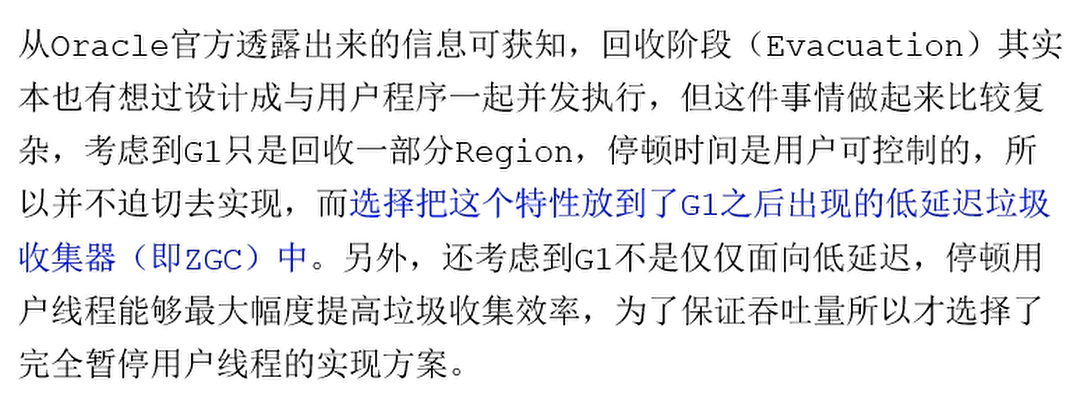 从Oracle官方透露出来的信息可获知，回收阶段（Evacuation）其实
本也有想过设计成与用户程序一起并发执行，但这件事情做起来比较复
杂，考虑到G1只是回收一部分Region，停顿时间是用户可控制的，所
以并不迫切去实现，而选择把这个特性放到了G1之后出现的低延迟垃圾
收集器（即ZGC）中。另外，还考虑到G1不是仅仅面向低延迟，停顿用
户线程能够最大幅度提高垃圾收集效率，为了保证吞吐量所以才选择了
完全暂停用户线程的实现方案。